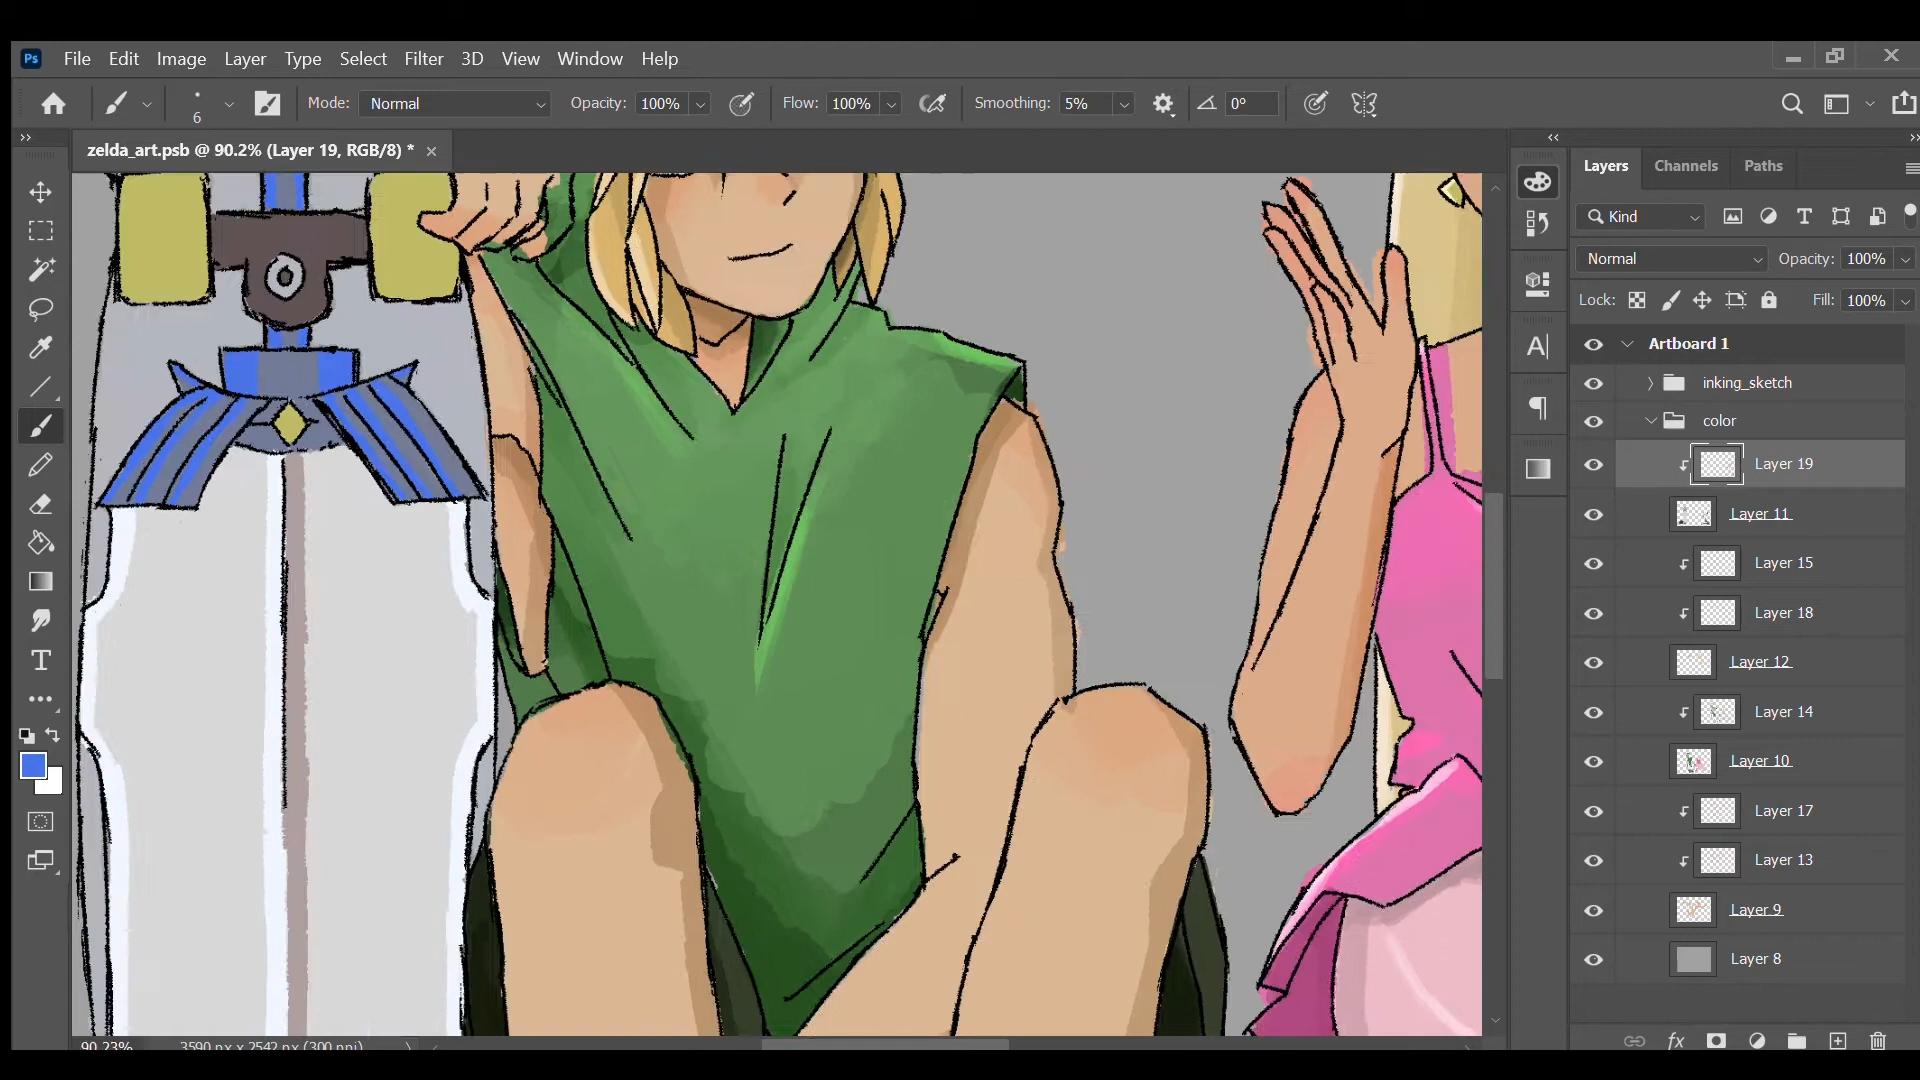 Ps File Edit Image Layer Type Select Filter 3D View Window Help
6 Mode: Normal Opacity: 100% Flow: 100% Smoothing: 5% 0°
zelda_art.psb @ 90.2% (Layer 19, RGB/8) *
Layers Channels Paths
Kind
Normal Opacity: 100%
Lock: Fill: 100%
Artboard 1
inking_sketch
color
Layer 19
Layer 11
Layer 15
Layer 18
Layer 12
Layer 14
Layer 10
Layer 17
Layer 13
Layer 9
Layer 8
90.23% 3590 px x 2542 px (300 ppi)